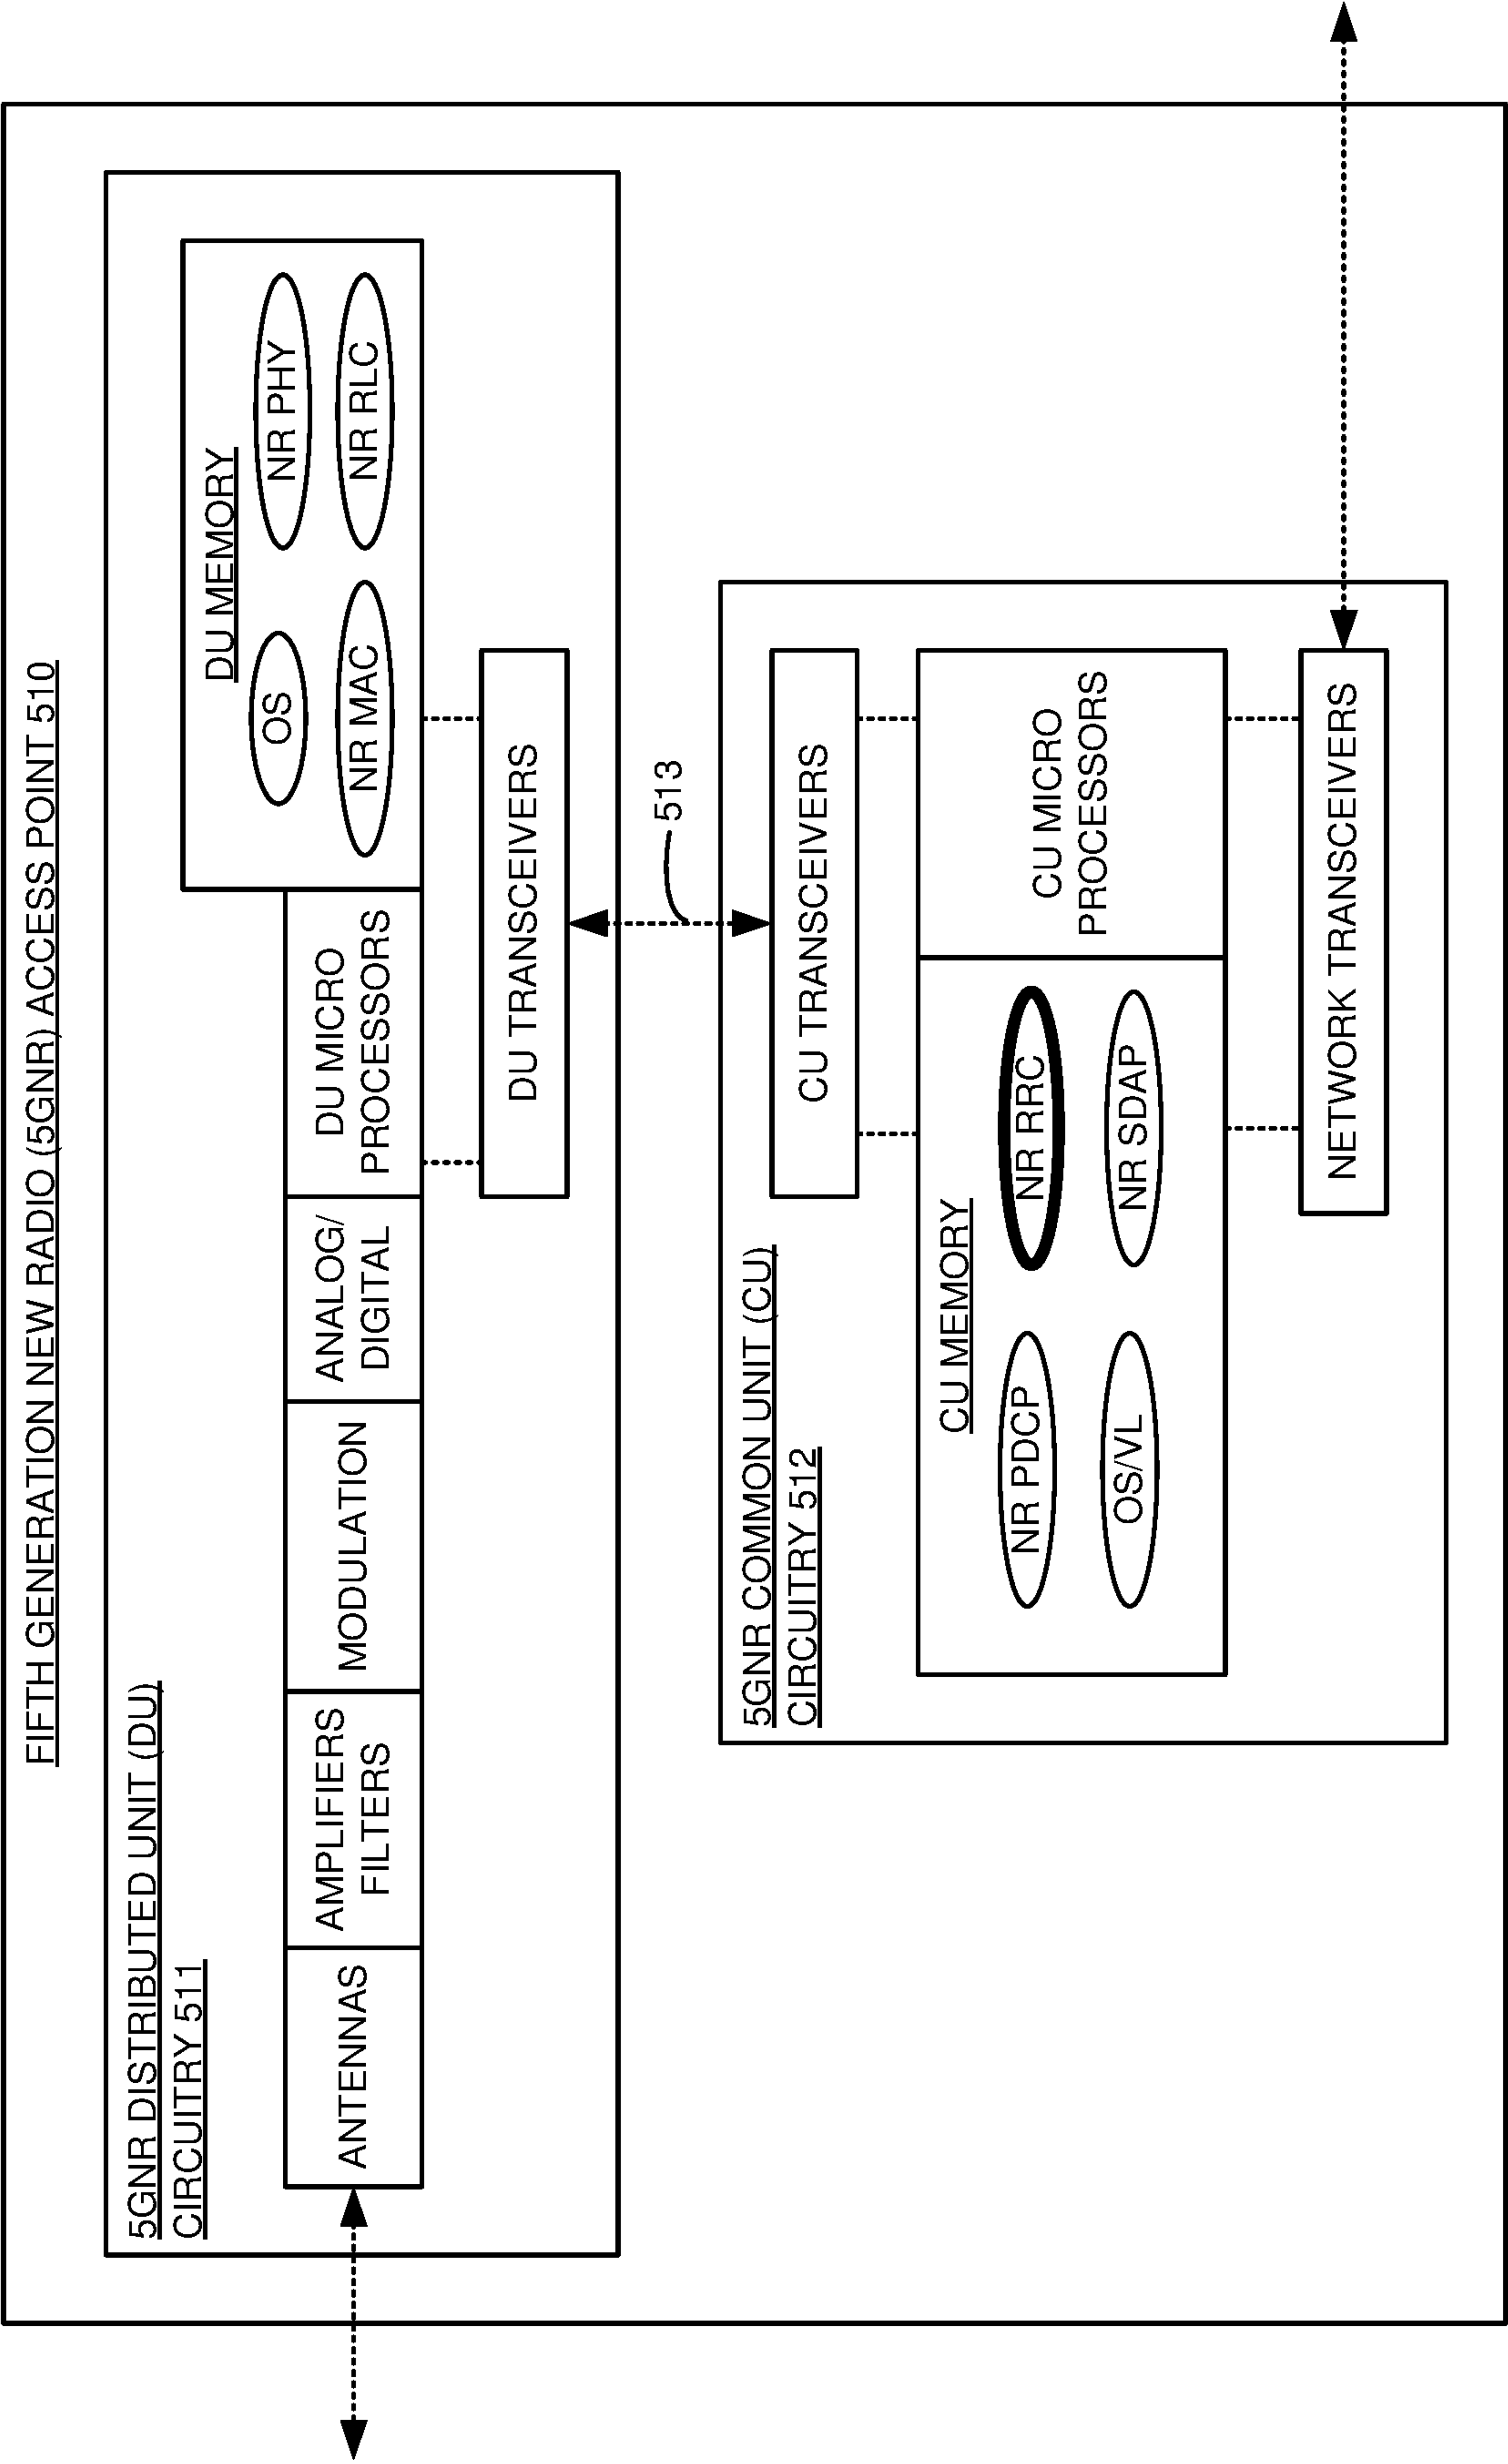 FIFTH GENERATION NEW RADIO (5GNR) ACCESS POINT 510
5GNR DISTRIBUTED UNIT (DU)
CIRCUITRY 511
ANTENNAS
AMPLIFIERS
FILTERS
MODULATION
ANALOG/
DIGITAL
DU MICRO
PROCESSORS
DU MEMORY
OS
NR PHY
NR MAC
NR RLC
DU TRANSCEIVERS
513
5GNR COMMON UNIT (CU)
CIRCUITRY 512
CU TRANSCEIVERS
CU MEMORY
NR PDCP
NR RRC
OS/VL
NR SDAP
CU MICRO
PROCESSORS
NETWORK TRANSCEIVERS